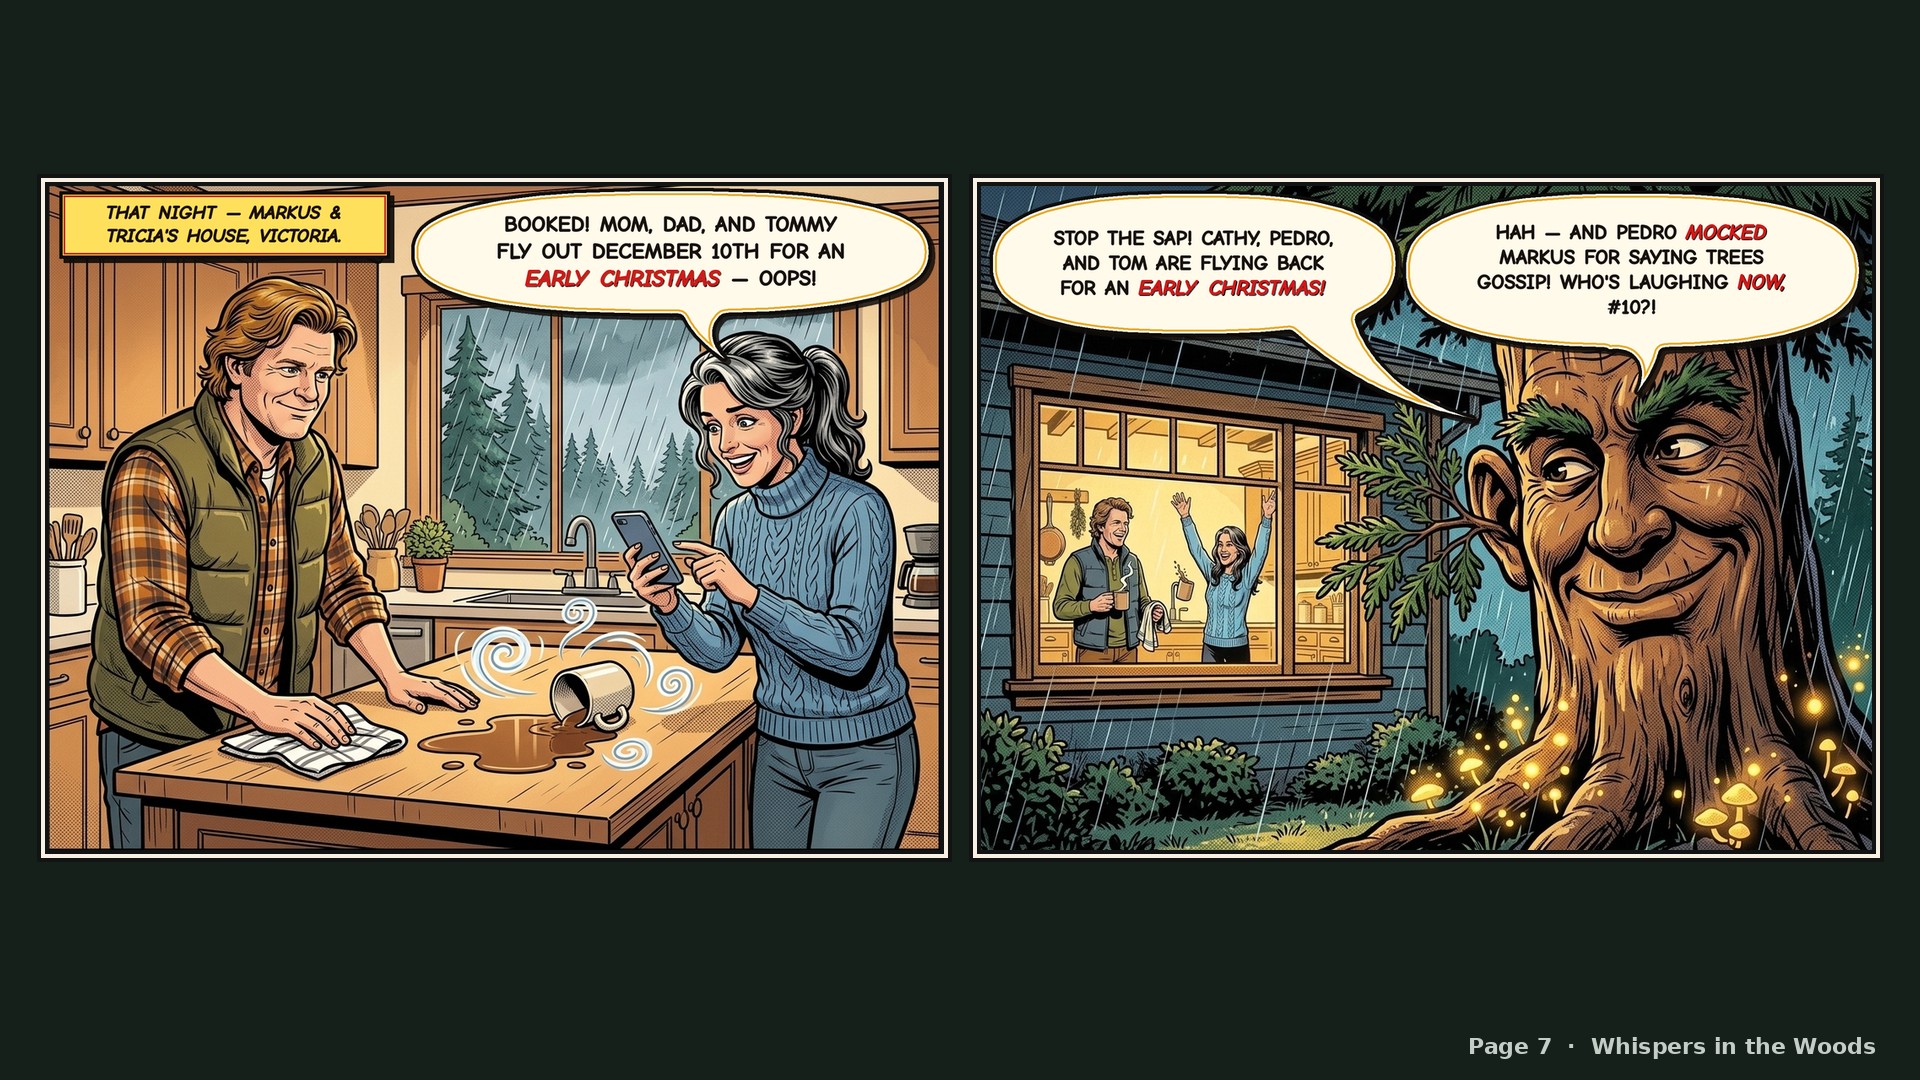 THAT NIGHT — MARKUS &
TRICIA'S HOUSE, VICTORIA.
BOOKED! MOM, DAD, AND TOMMY
FLY OUT DECEMBER 10TH FOR AN
EARLY CHRISTMAS — OOPS!
STOP THE SAP! CATHY, PEDRO,
AND TOM ARE FLYING BACK
FOR AN EARLY CHRISTMAS!
HAH — AND PEDRO MOCKED
MARKUS FOR SAYING TREES
GOSSIP! WHO'S LAUGHING NOW,
#10?!
Page 7 · Whispers in the Woods